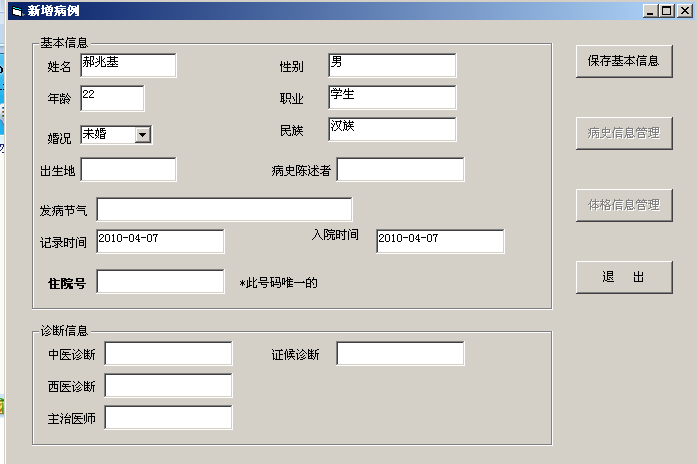 新增病例
基本信息
姓名 郝兆基 性别 男
年龄 22 职业 学生
婚况 未婚 民族 汉族
出生地 病史陈述者
发病节气
记录时间 2010-04-07 入院时间 2010-04-07
住院号 *此号码唯一的
诊断信息
中医诊断 证候诊断
西医诊断
主治医师
保存基本信息
病史信息管理
体格信息管理
退 出